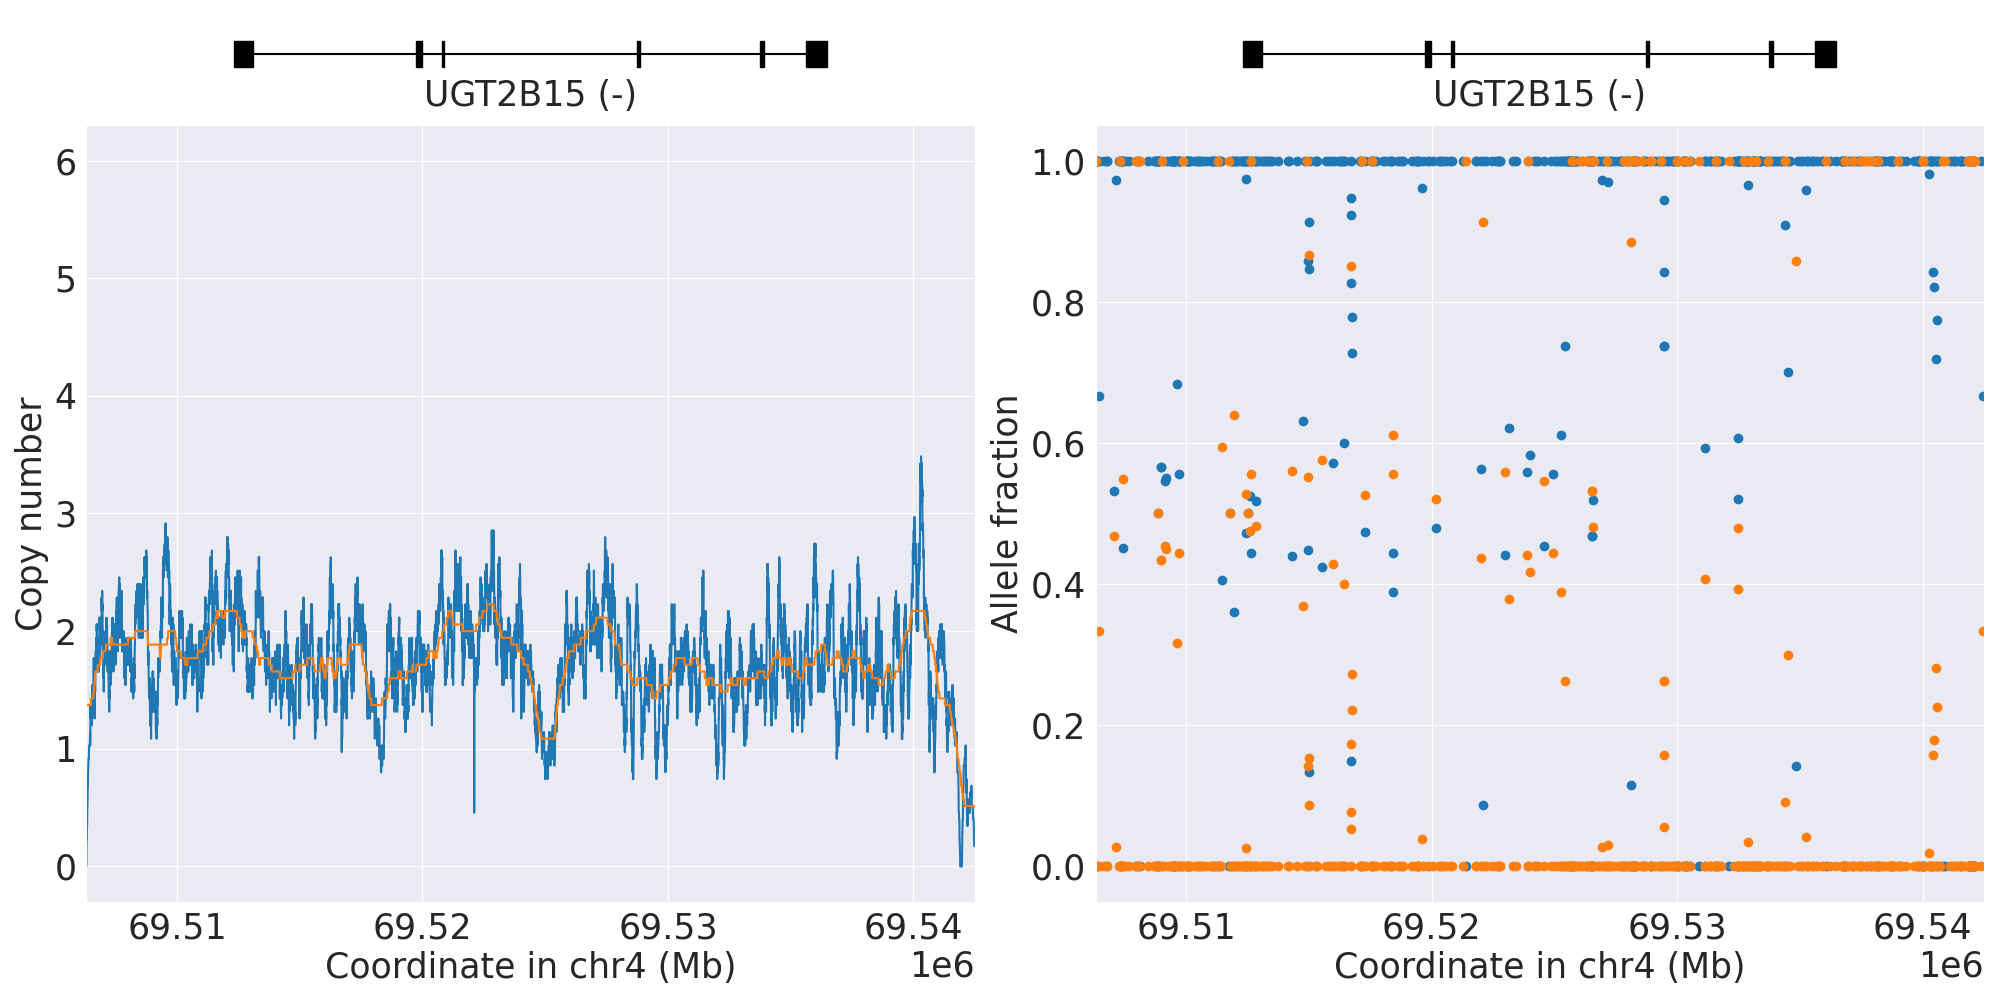 UGT2B15 (-)
6
5
4
3
2
1
0
Copy number
69.51 69.52 69.53 69.54
Coordinate in chr4 (Mb)
1e6
UGT2B15 (-)
1.0
0.8
0.6
0.4
0.2
0.0
Allele fraction
69.51 69.52 69.53 69.54
Coordinate in chr4 (Mb)
1e6